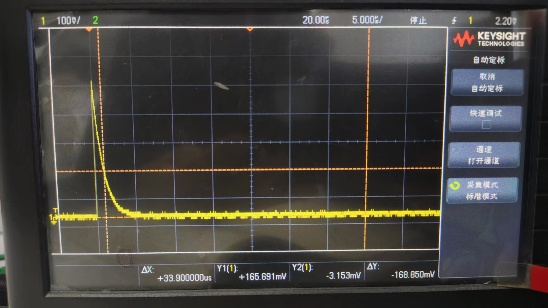 1 100V/ 2 20.00% 5.000%/ 停止 1 2.20V
KEYSIGHT
TECHNOLOGIES
自动定标
取消
自动定标
快速调试
通道
打开通道
采集模式
标准模式
ΔX:
+33.900000us
Y1(1):
+165.691mV
Y2(1):
-3.153mV
ΔY:
-168.850mV